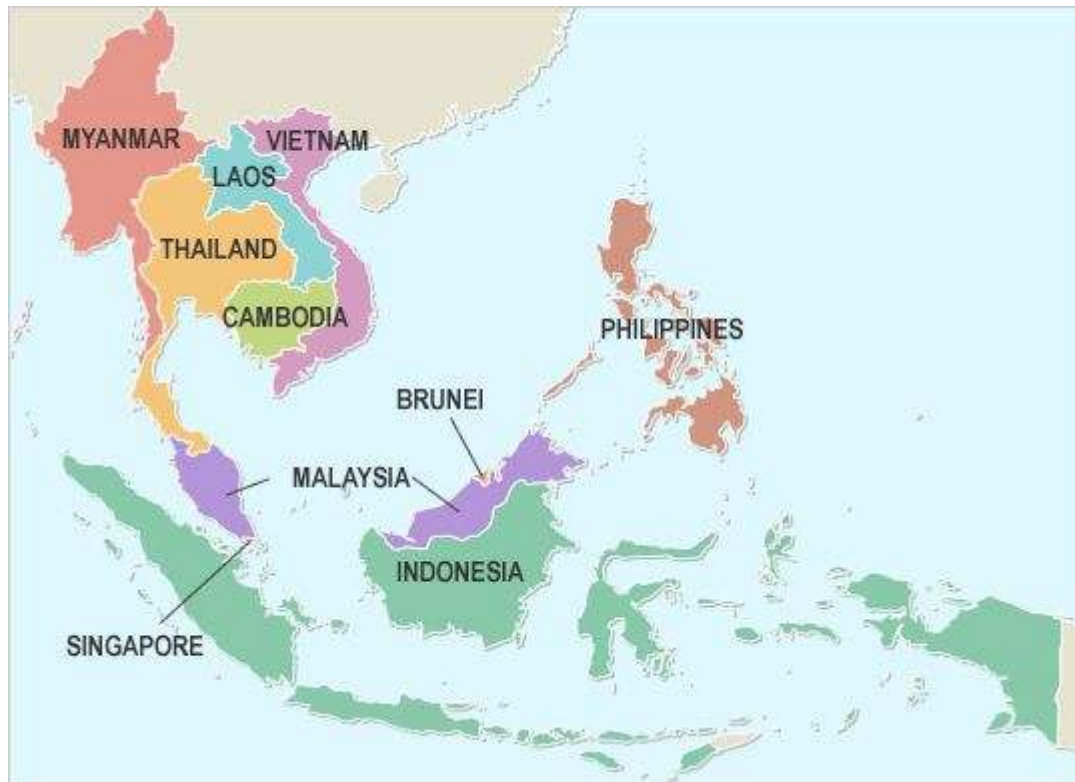 MYANMAR
VIETNAM
LAOS
THAILAND
CAMBODIA
PHILIPPINES
BRUNEI
MALAYSIA
INDONESIA
SINGAPORE